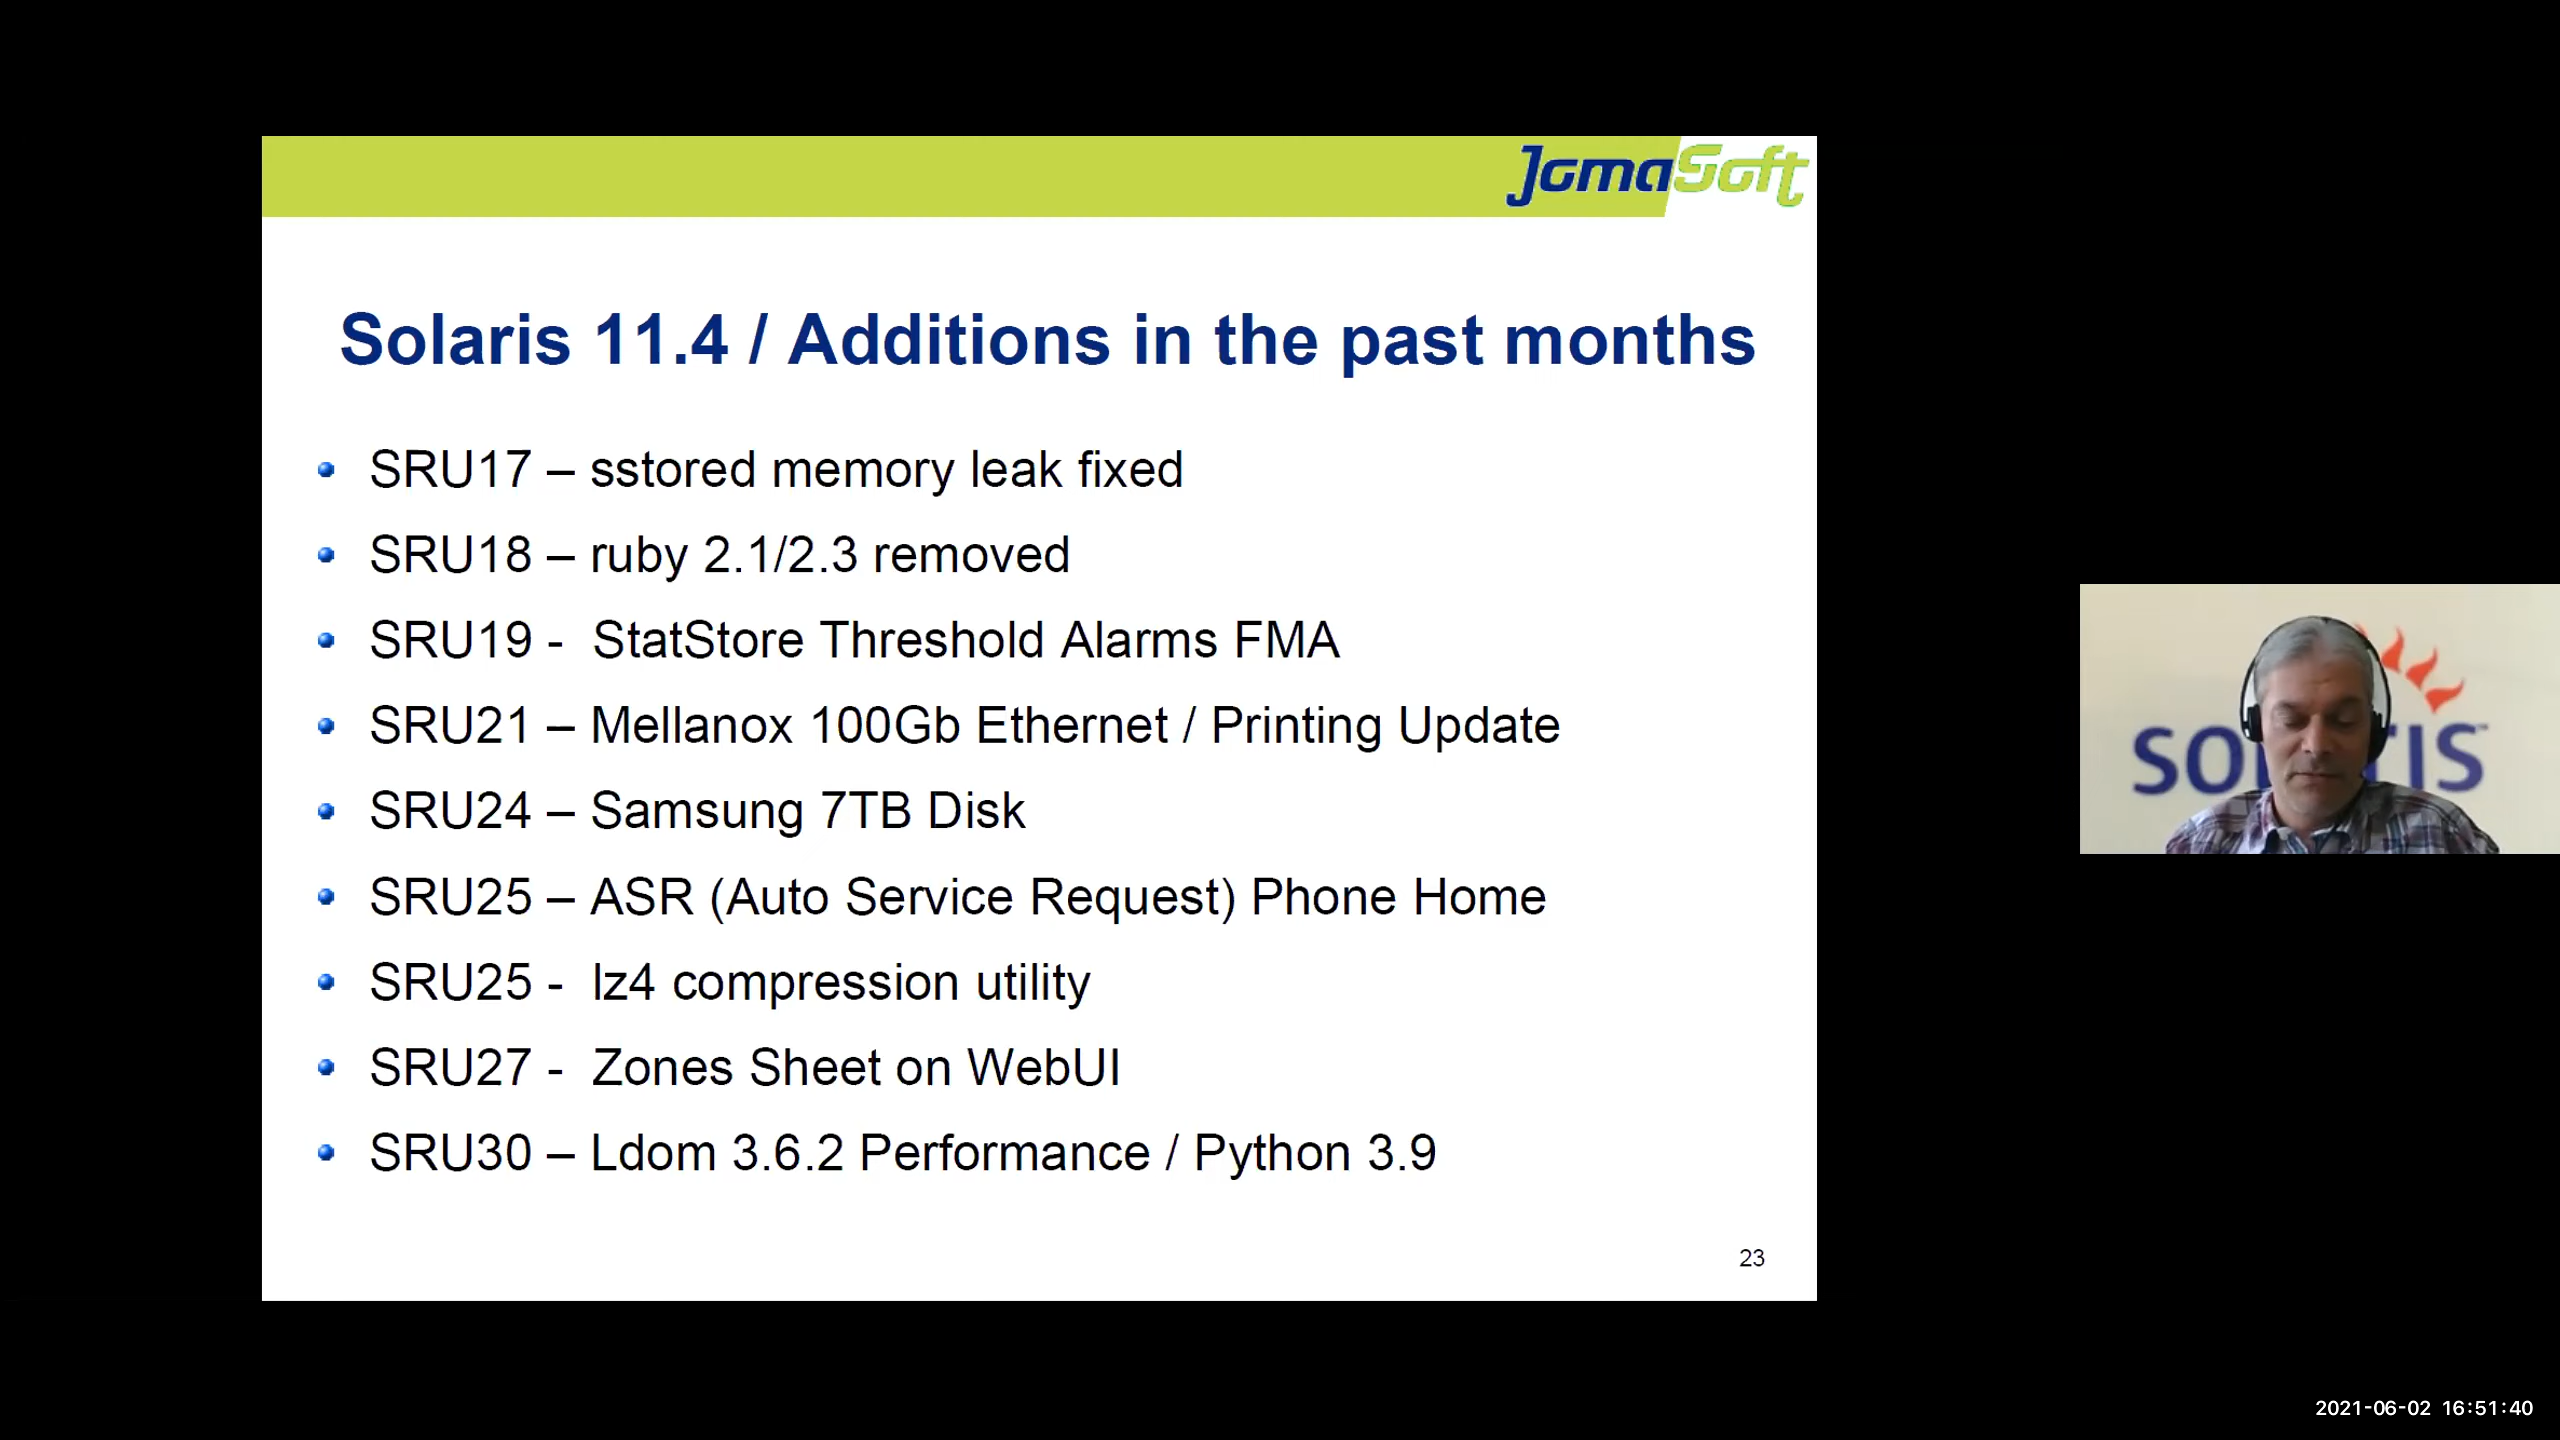 JomaSoft
Solaris 11.4 / Additions in the past months
SRU17 – sstored memory leak fixed
SRU18 – ruby 2.1/2.3 removed
SRU19 - StatStore Threshold Alarms FMA
SRU21 – Mellanox 100Gb Ethernet / Printing Update
SRU24 – Samsung 7TB Disk
SRU25 – ASR (Auto Service Request) Phone Home
SRU25 - lz4 compression utility
SRU27 - Zones Sheet on WebUI
SRU30 – Ldom 3.6.2 Performance / Python 3.9
23
2021-06-02 16:51:40